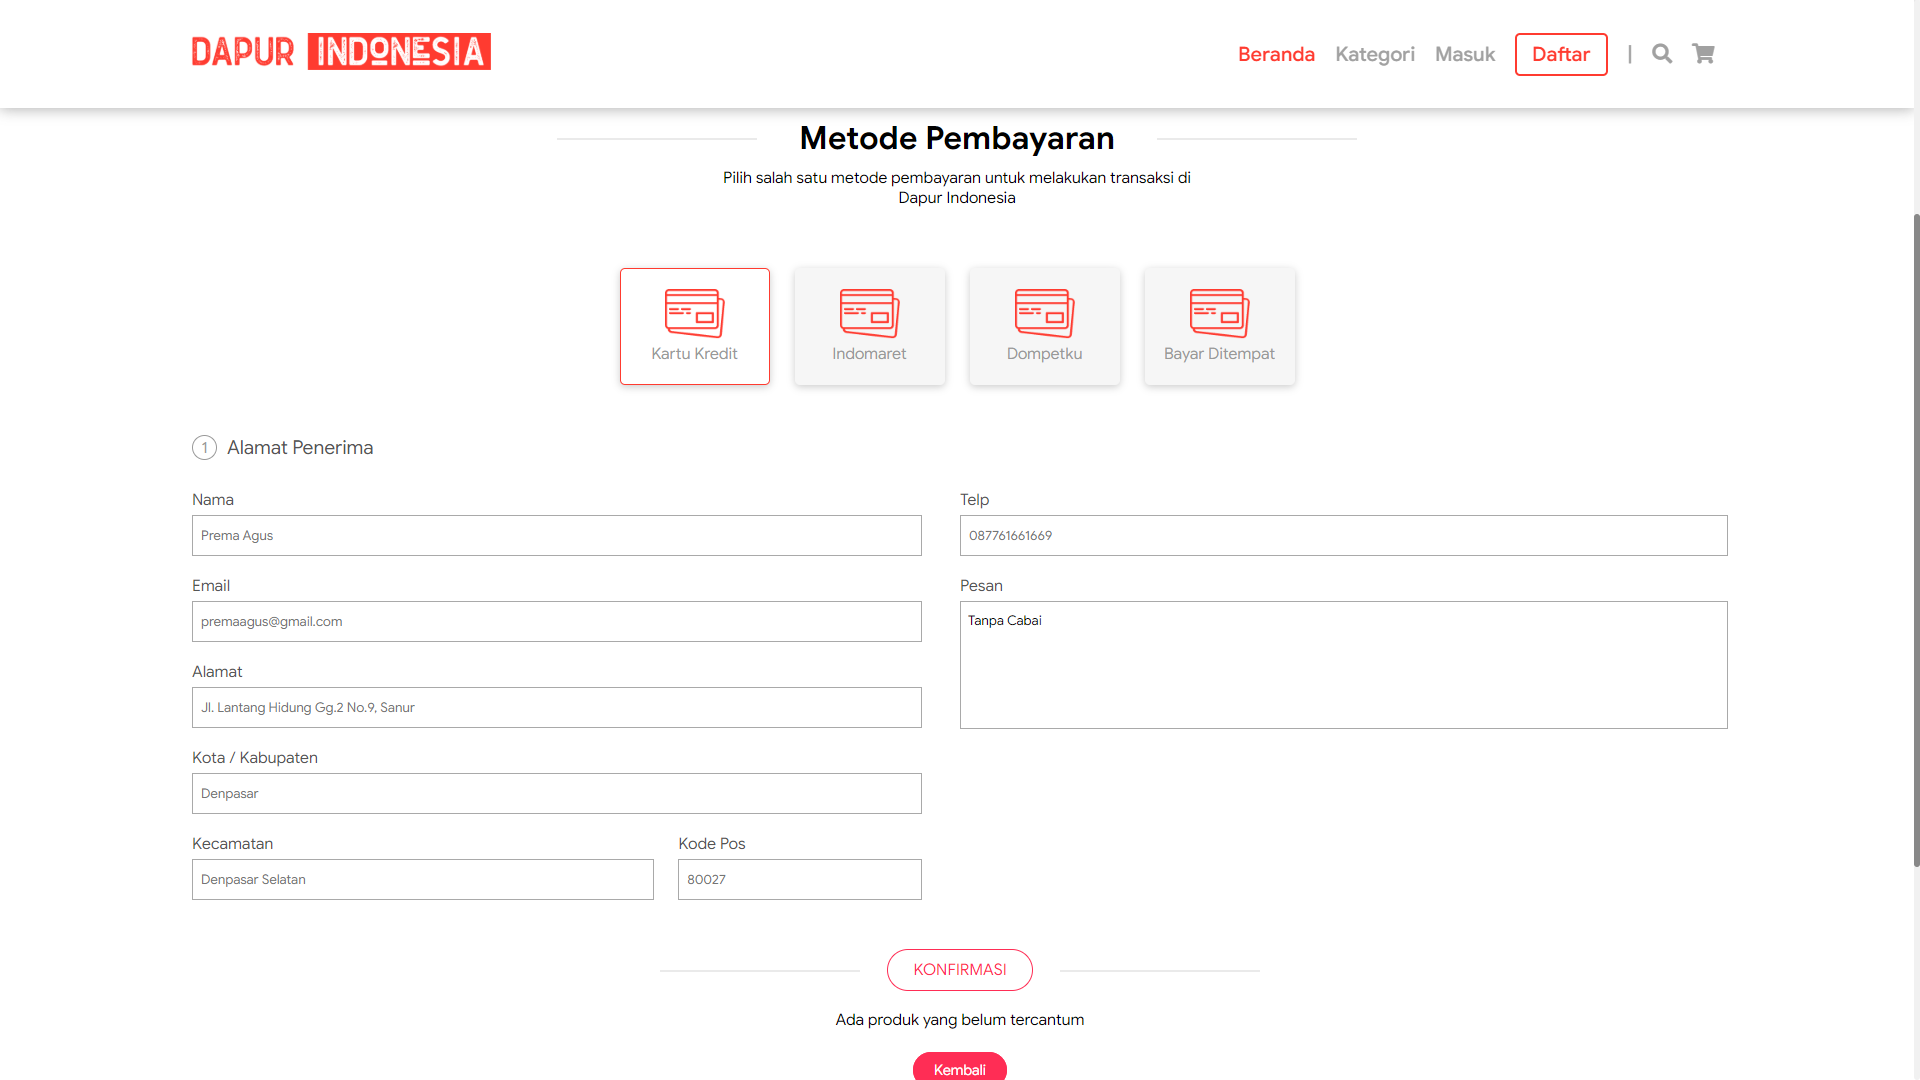 DAPUR INDONESIA
Beranda Kategori Masuk Daftar |
Metode Pembayaran
Pilih salah satu metode pembayaran untuk melakukan transaksi di
Dapur Indonesia
Kartu Kredit
Indomaret
Dompetku
Bayar Ditempat
1 Alamat Penerima
Nama
Prema Agus
Email
premaagus@gmail.com
Alamat
Jl. Lantang Hidung Gg.2 No.9, Sanur
Kota / Kabupaten
Denpasar
Kecamatan
Denpasar Selatan
Kode Pos
80027
Telp
087761661669
Pesan
Tanpa Cabai
KONFIRMASI
Ada produk yang belum tercantum
Kembali